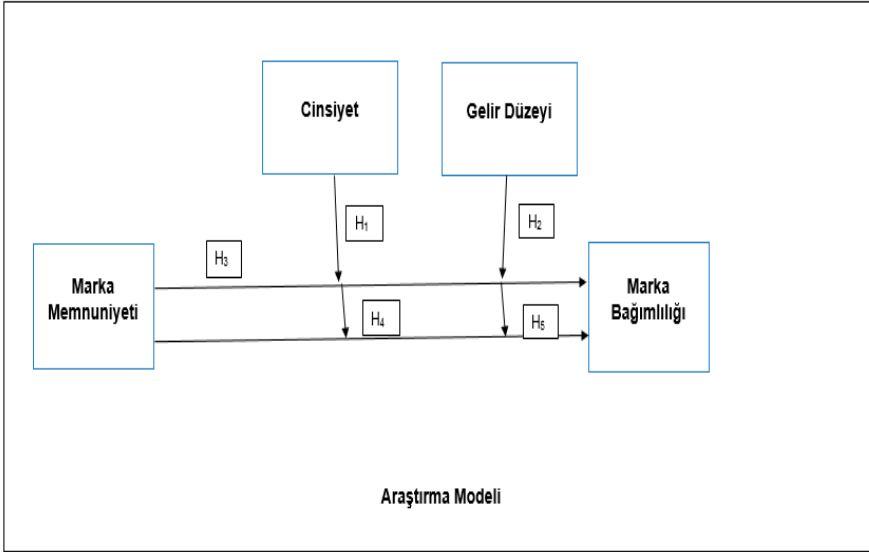 Cinsiyet
Gelir Düzeyi
H₁
H₂
H₃
Marka
Memnuniyeti
Marka
Bağımlılığı
H₄
H₅
Araştırma Modeli